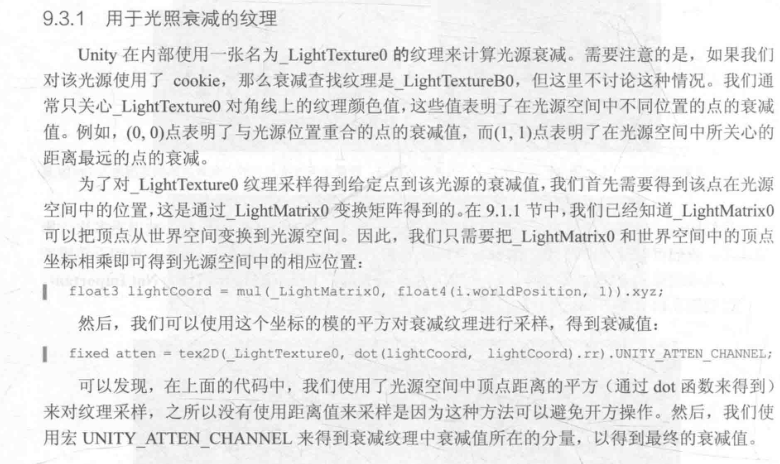 9.3.1 用于光照衰减的纹理
Unity 在内部使用一张名为_LightTexture0 的纹理来计算光源衰减。需要注意的是，如果我们
对该光源使用了 cookie，那么衰减查找纹理是_LightTextureB0，但这里不讨论这种情况。我们通
常只关心_LightTexture0 对角线上的纹理颜色值，这些值表明了在光源空间中不同位置的点的衰减
值。例如，(0, 0)点表明了与光源位置重合的点的衰减值，而(1, 1)点表明了在光源空间中所关心的
距离最远的点的衰减。
为了对_LightTexture0 纹理采样得到给定点到该光源的衰减值，我们首先需要得到该点在光源
空间中的位置，这是通过_LightMatrix0 变换矩阵得到的。在 9.1.1 节中，我们已经知道_LightMatrix0
可以把顶点从世界空间变换到光源空间。因此，我们只需要把_LightMatrix0 和世界空间中的顶点
坐标相乘即可得到光源空间中的相应位置：
float3 lightCoord = mul(_LightMatrix0, float4(i.worldPosition, 1)).xyz;
然后，我们可以使用这个坐标的模的平方对衰减纹理进行采样，得到衰减值：
fixed atten = tex2D(_LightTexture0, dot(lightCoord, lightCoord).rr).UNITY_ATTEN_CHANNEL;
可以发现，在上面的代码中，我们使用了光源空间中顶点距离的平方（通过 dot 函数来得到）
来对纹理采样，之所以没有使用距离值来采样是因为这种方法可以避免开方操作。然后，我们使
用宏 UNITY_ATTEN_CHANNEL 来得到衰减纹理中衰减值所在的分量，以得到最终的衰减值。